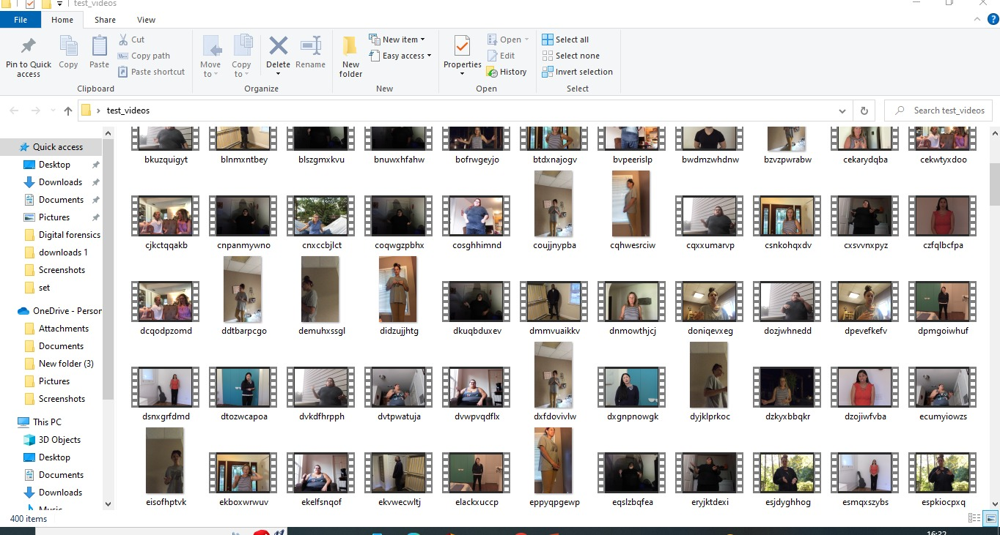 test_videos
File Home Share View
Pin to Quick access
Copy
Paste
Cut
Copy path
Paste shortcut
Clipboard
Move to
Copy to
Delete
Rename
Organize
New folder
New item
Easy access
New
Properties
Open
Edit
History
Open
Select all
Select none
Invert selection
Select
test_videos
Search test_videos
Quick access
Desktop
Downloads
Documents
Pictures
Digital forensics
downloads 1
Screenshots
set
OneDrive - Person
Attachments
Documents
New folder (3)
Pictures
Screenshots
This PC
3D Objects
Desktop
Documents
Downloads
Music
bkuzquigyt blnmxntbey blszgmxkvu bnuwxhfahw bofrwgeyjo btdxnajogv bvpeerislp bwdmzwhdnw bzvzpwrabw cekarydqba cekwtyxdoo
cjkctqqakb cnpanmywno cnxccbjlct coqwgzpbhx cosghhimnd coujjnypba cqhwesrciw cqxxumarvp csnkohqxdv cxsvvnxpyz czfqlbcfpa
dcqodpzomd ddtbarpcgo demuhxssgl didzujjhtg dkuqbduxev dmmvuaikkv dnmowthjcj doniqevxeg dozjwhnedd dpevefkefv dpmgoiwhuf
dsnxgrfdmd dtozwcapoa dvkdfhrpph dvtpwatuja dvwpvqdflx dxfdovivlw dxgnpnowgk dyjklprkoc dzkyxbbqkr dzojiwfvba ecumyiowzs
eisofhptvk ekboxwrwuv ekelfsnqof ekvwecwltj elackxuccp eppyqpgewp eqslzbqfea eryjktdexi esjdyghhog esmqxszybs espkiocpxq
400 items
16:32